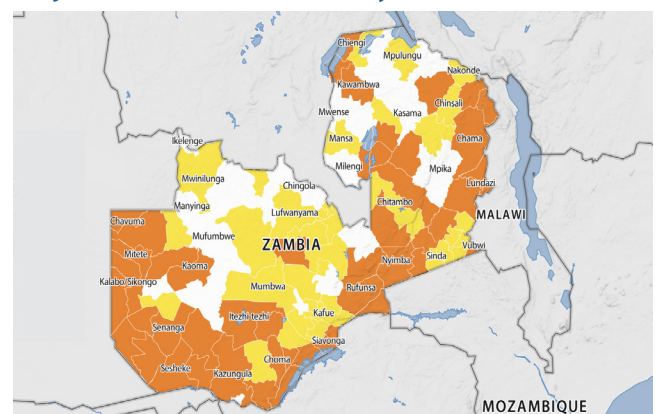 Chiengi
Mpulungu
Nakonde
Kawambwa
Chinsali
Mwense
Kasama
Mansa
Chama
Ikelenge
Milengi
Mpika
Mwinilunga
Chingola
Lundazi
Manyinga
Lufwanyama
Chitambo
Chavuma
MALAWI
Mufumbwe
ZAMBIA
Vubwi
Mitete
Sinda
Kaoma
Nyimba
Kalabo/Sikongo
Mumbwa
Rufunsa
Itezhi-tezhi
Kafue
Senanga
Siavonga
Choma
Sesheke
Kazungula
MOZAMBIQUE